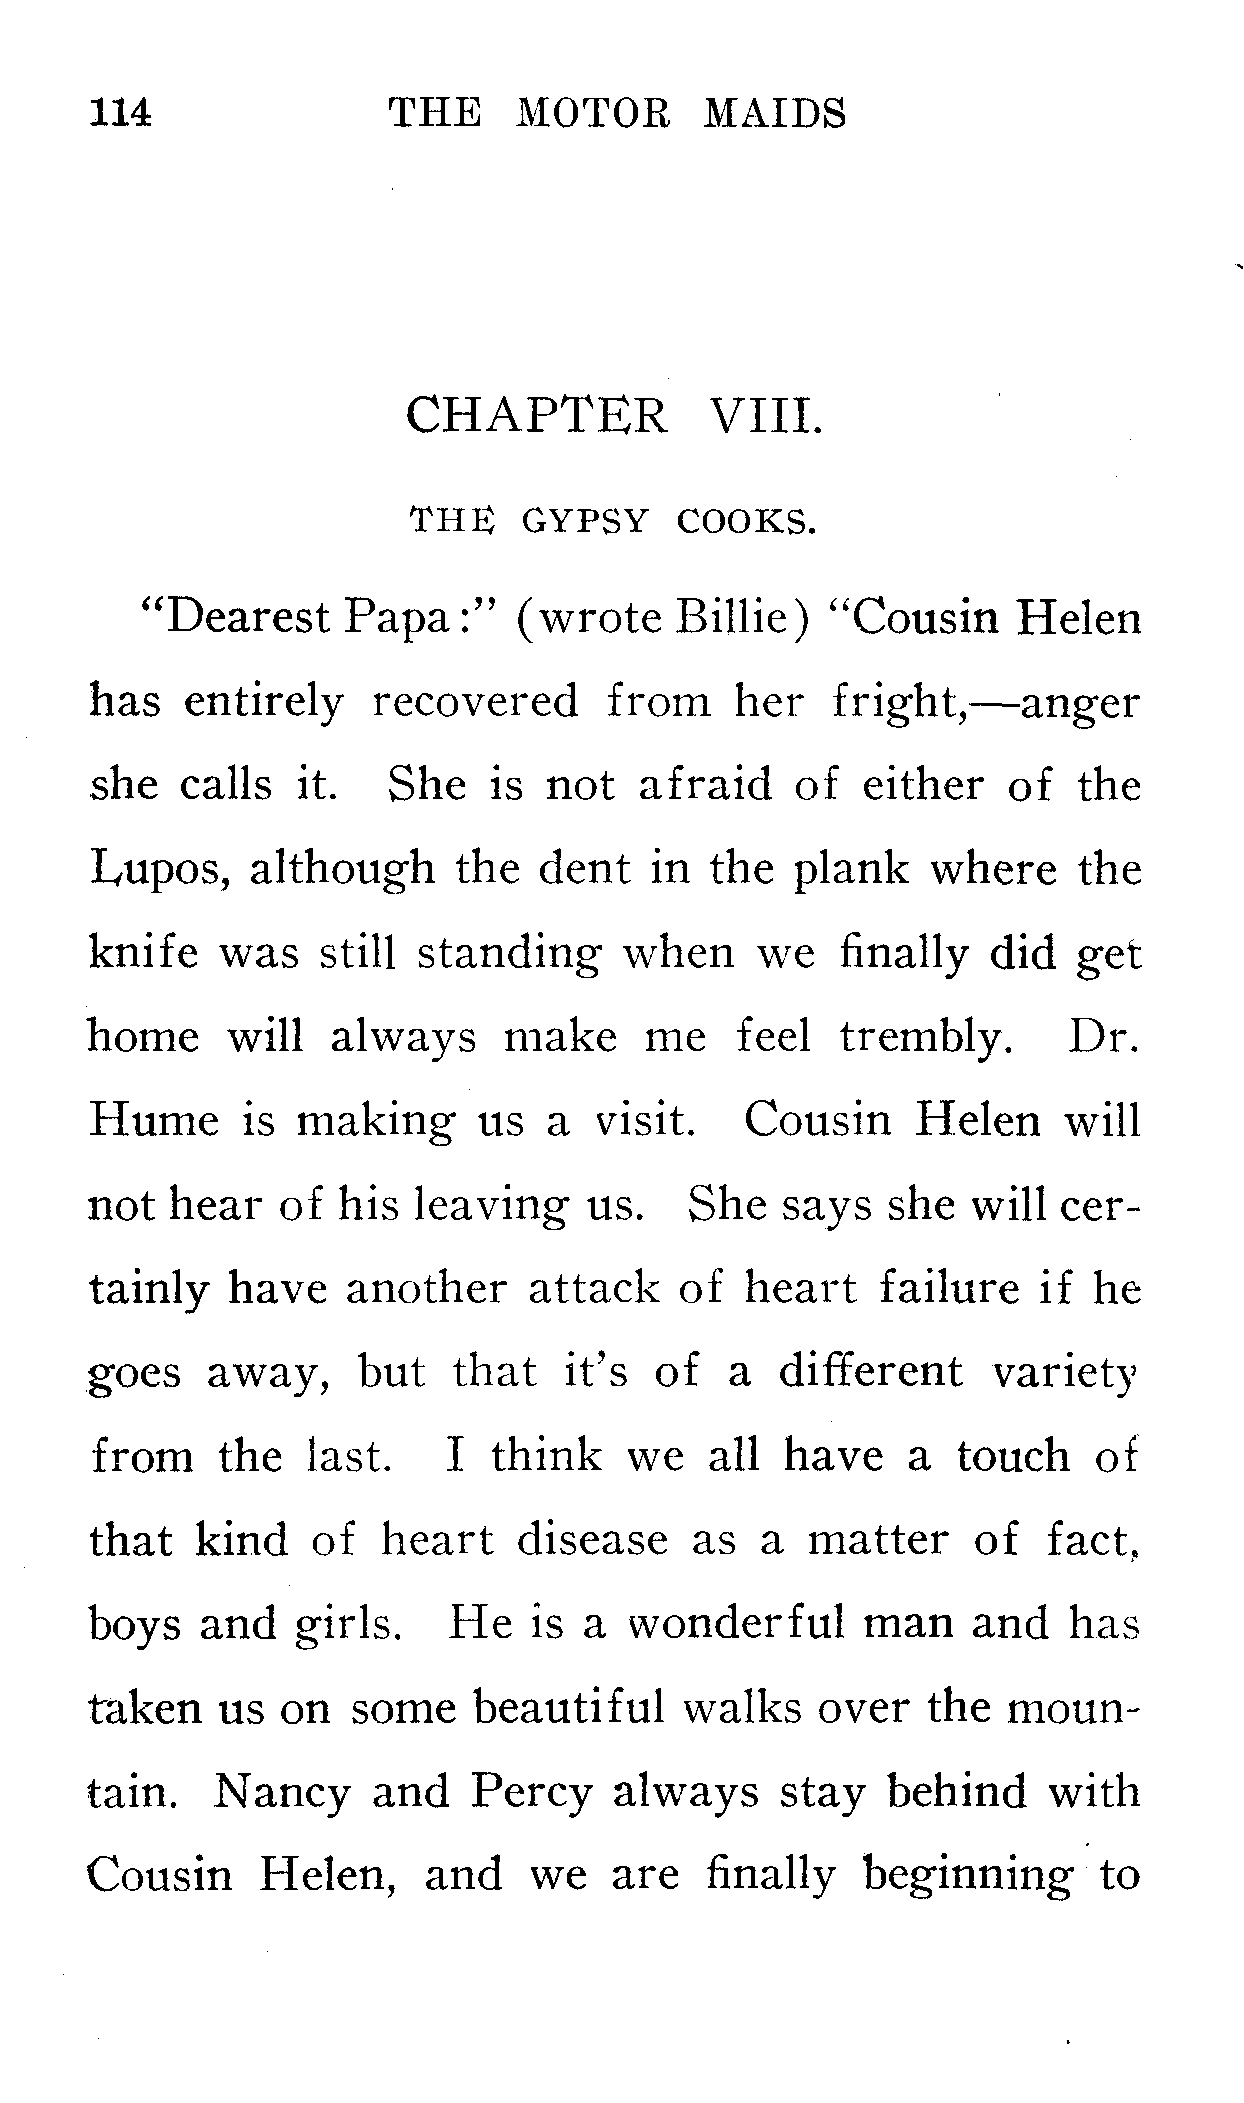 114 THE MOTOR MAIDS
CHAPTER VIII.
THE GYPSY COOKS.
“Dearest Papa:” (wrote Billie) “Cousin Helen
has entirely recovered from her fright,—anger
she calls it. She is not afraid of either of the
Lupos, although the dent in the plank where the
knife was still standing when we finally did get
home will always make me feel trembly. Dr.
Hume is making us a visit. Cousin Helen will
not hear of his leaving us. She says she will cer-
tainly have another attack of heart failure if he
goes away, but that it’s of a different variety
from the last. I think we all have a touch of
that kind of heart disease as a matter of fact,
boys and girls. He is a wonderful man and has
taken us on some beautiful walks over the moun-
tain. Nancy and Percy always stay behind with
Cousin Helen, and we are finally beginning to